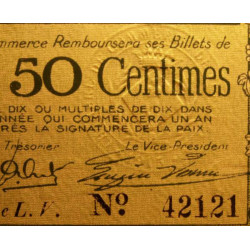 ommerce Remboursera ses Billets de
50 Centimes
DIX OU MULTIPLES DE DIX DANS
NNÉE QUI COMMENCERA UN AN
RÈS LA SIGNATURE DE LA PAIX.
Trésorier Le Vice-Président
e L.V. No 42121